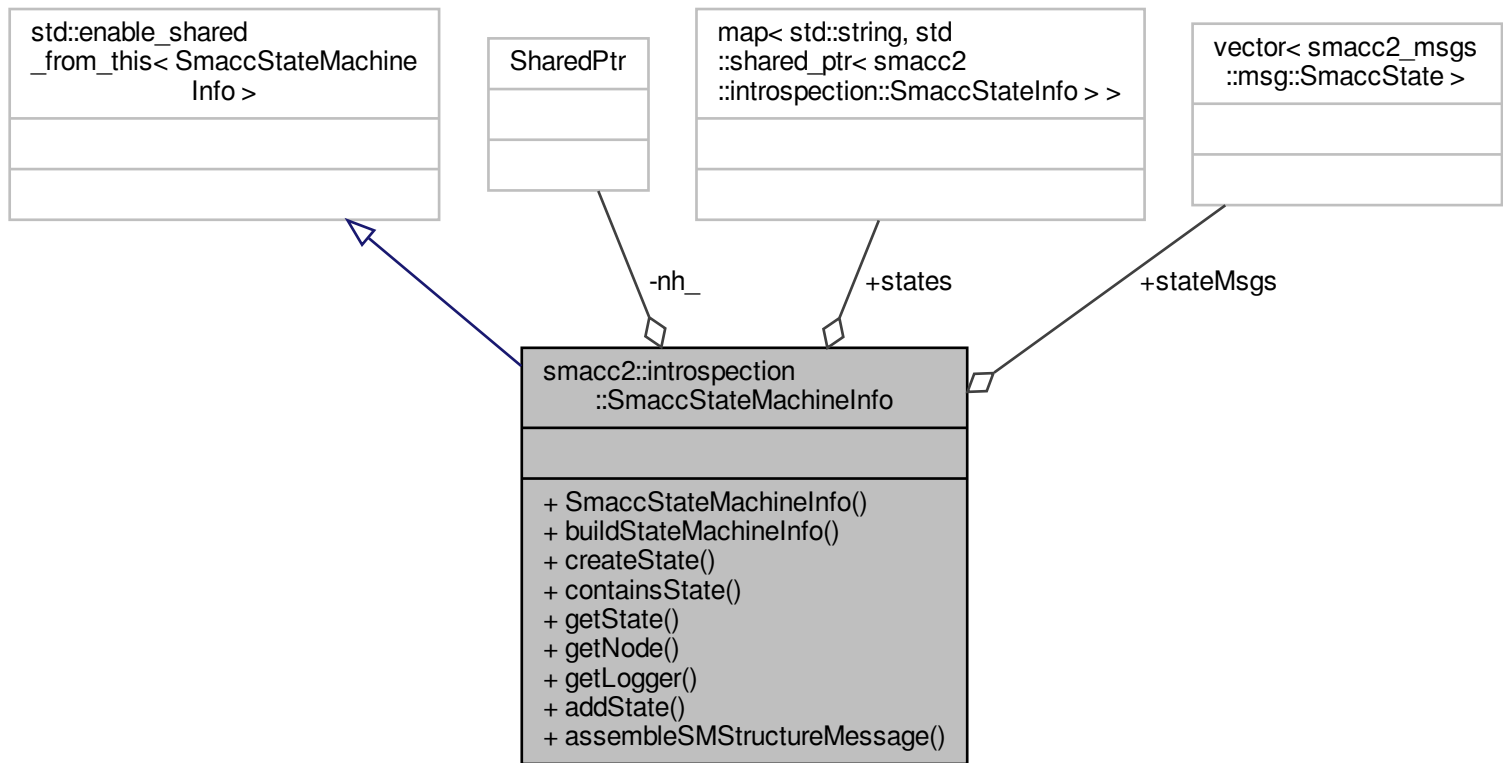 std::enable_shared
_from_this< SmaccStateMachine
Info >
SharedPtr
map< std::string, std
::shared_ptr< smacc2
::introspection::SmaccStateInfo > >
vector< smacc2_msgs
::msg::SmaccState >
-nh_
+states
+stateMsgs
smacc2::introspection
::SmaccStateMachineInfo
+ SmaccStateMachineInfo()
+ buildStateMachineInfo()
+ createState()
+ containsState()
+ getState()
+ getNode()
+ getLogger()
+ addState()
+ assembleSMStructureMessage()